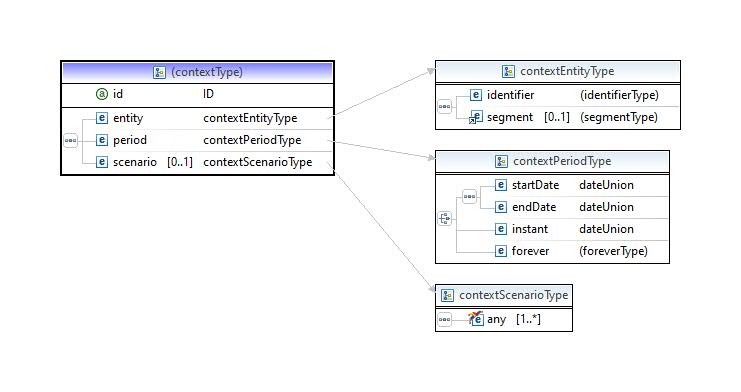 (contextType)
a id ID
e entity contextEntityType
e period contextPeriodType
e scenario [0..1] contextScenarioType
contextEntityType
e identifier (identifierType)
e segment [0..1] (segmentType)
contextPeriodType
e startDate dateUnion
e endDate dateUnion
e instant dateUnion
e forever (foreverType)
contextScenarioType
e any [1..*]